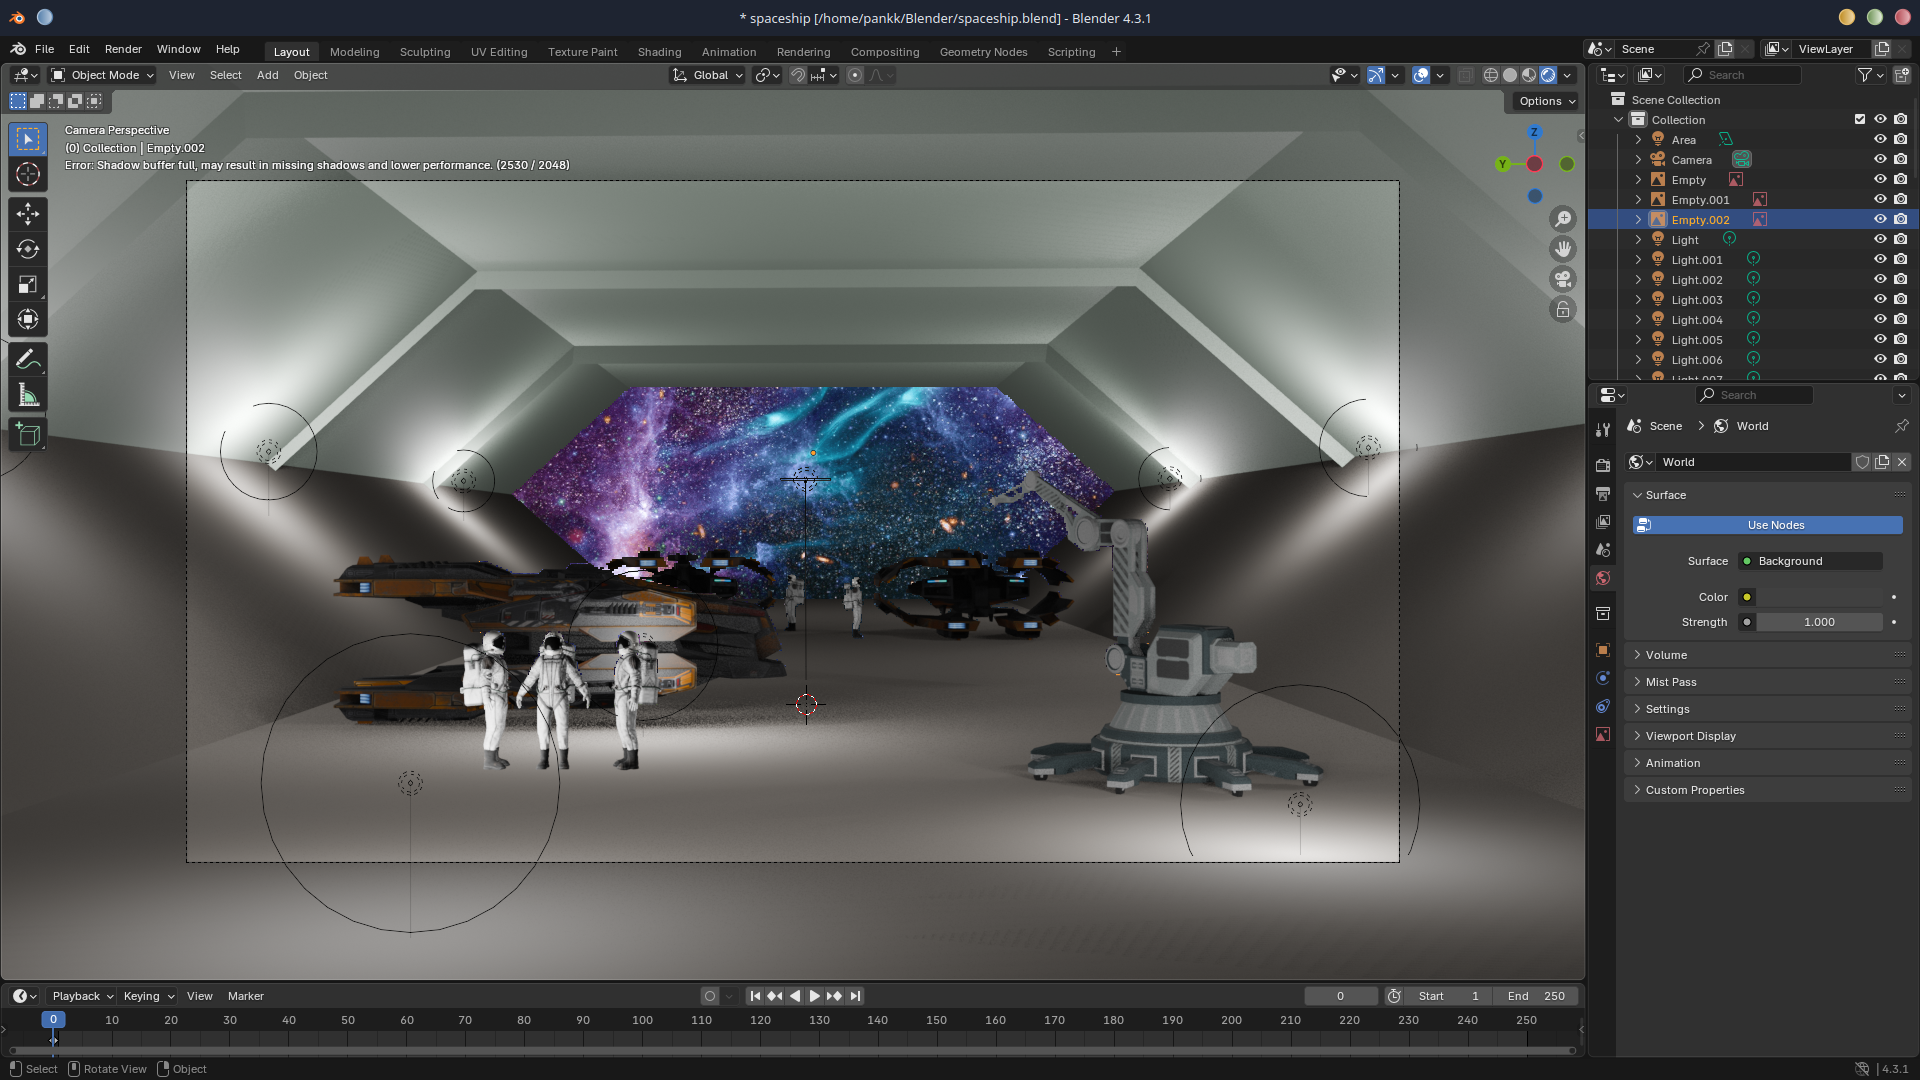 * spaceship [/home/pankk/Blender/spaceship.blend] - Blender 4.3.1
File Edit Render Window Help
Layout Modeling Sculpting UV Editing Texture Paint Shading Animation Rendering Compositing Geometry Nodes Scripting +
Scene
ViewLayer
Object Mode View Select Add Object
Global
Search
Options
Camera Perspective
(0) Collection | Empty.002
Error: Shadow buffer full, may result in missing shadows and lower performance. (2530 / 2048)
Z
Y
Scene Collection
Collection
Area
Camera
Empty
Empty.001
Empty.002
Light
Light.001
Light.002
Light.003
Light.004
Light.005
Light.006
Light.007
Search
Scene > World
World
Surface
Use Nodes
Surface Background
Color
Strength 1.000
Volume
Mist Pass
Settings
Viewport Display
Animation
Custom Properties
Playback Keying View Marker
0
Start 1
End 250
0 10 20 30 40 50 60 70 80 90 100 110 120 130 140 150 160 170 180 190 200 210 220 230 240 250
Select Rotate View Object
4.3.1